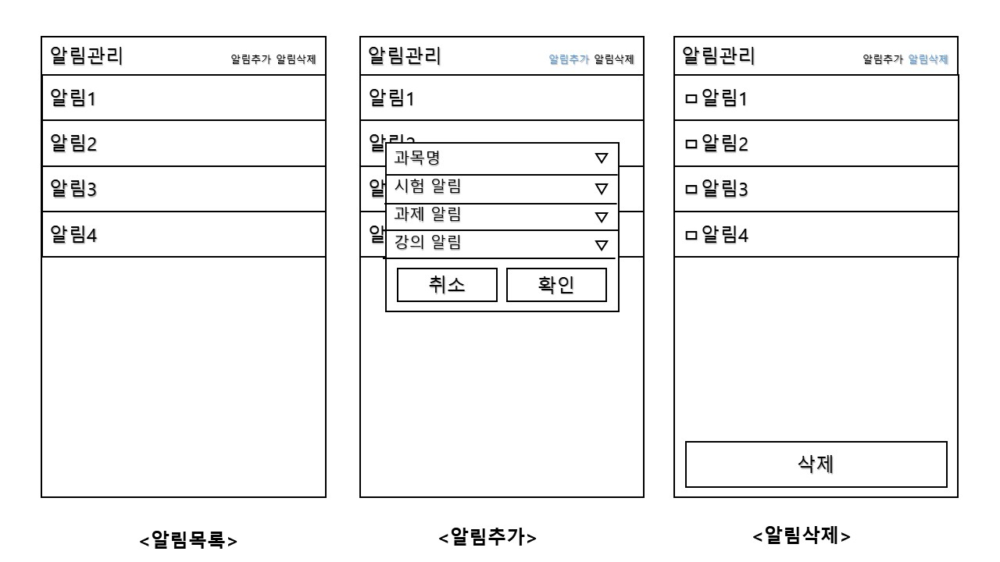 알림관리 알림추가 알림삭제
알림1
알림2
알림3
알림4
<알림목록>
알림관리 알림추가 알림삭제
알림1
알림2
알
알
과목명
시험 알림
과제 알림
강의 알림
취소 확인
<알림추가>
알림관리 알림추가 알림삭제
알림1
알림2
알림3
알림4
삭제
<알림삭제>